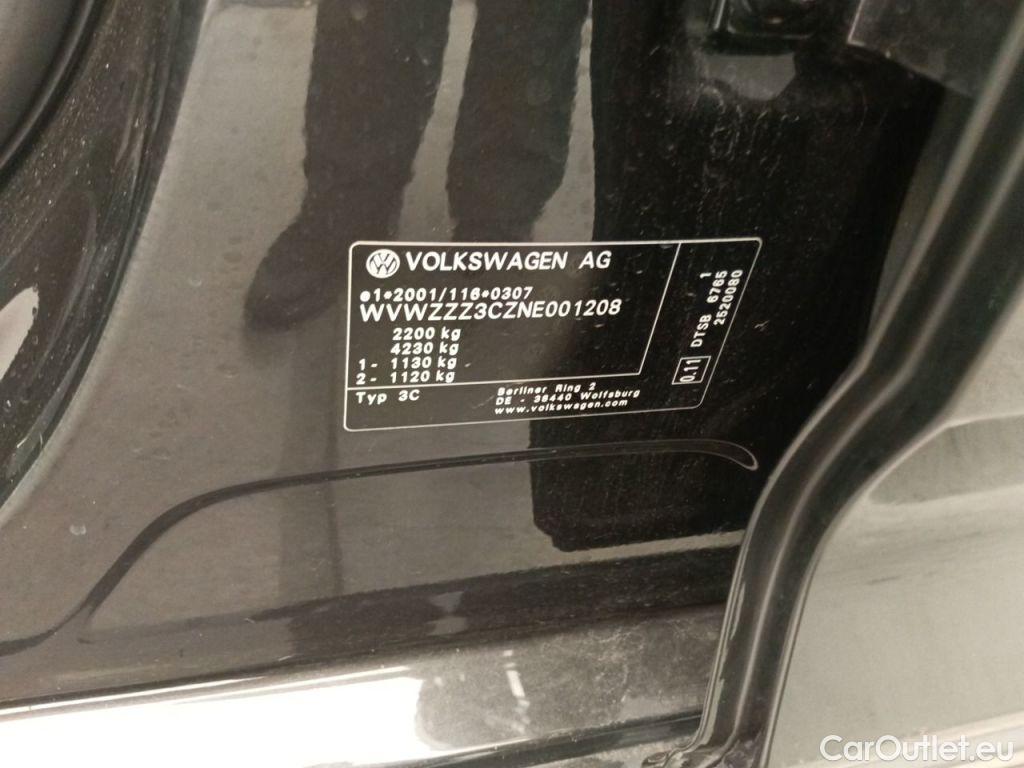 VOLKSWAGEN AG
e1*2001/116*0307
WVWZZZ3CZNE001208
2200 kg
4230 kg
1 - 1130 kg
2 - 1120 kg
Typ 3C
Berliner Ring 2
DE - 38440 Wolfsburg
www.volkswagen.com
0.11
DTSB 6765 1
2520080
CarOutlet.eu